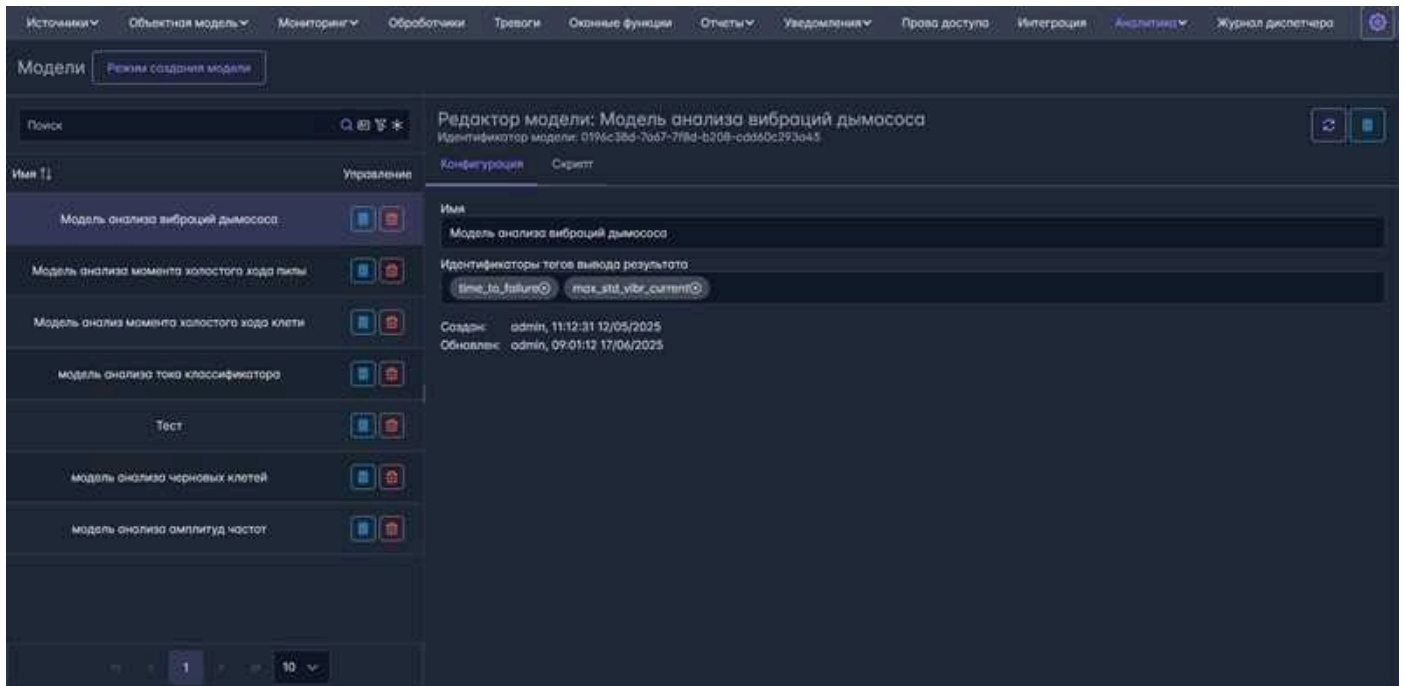 Источники Объектная модель Мониторинг Обработчики Тревоги Оконные функции Отчеты Уведомления Права доступа Интеграция Аналитика Журнал диспетчера
Модели Режим создания модели
Поиск
Имя Управление
Модель анализа вибраций дымососа
Модель анализа момента холостого хода пилы
Модель анализ момента холостого хода клети
модель анализа тока классификатора
Тест
модель анализа черновых клетей
модель анализа амплитуд частот
1 10
Редактор модели: Модель анализа вибраций дымососа
Идентификатор модели: 0196c38d-7a67-7f8d-b208-cdd60c293a45
Конфигурация Скрипт
Имя
Модель анализа вибраций дымососа
Идентификаторы тегов вывода результата
time_to_failure max_std_vibr_current
Создан: admin, 11:12:31 12/05/2025
Обновлен: admin, 09:01:12 17/06/2025